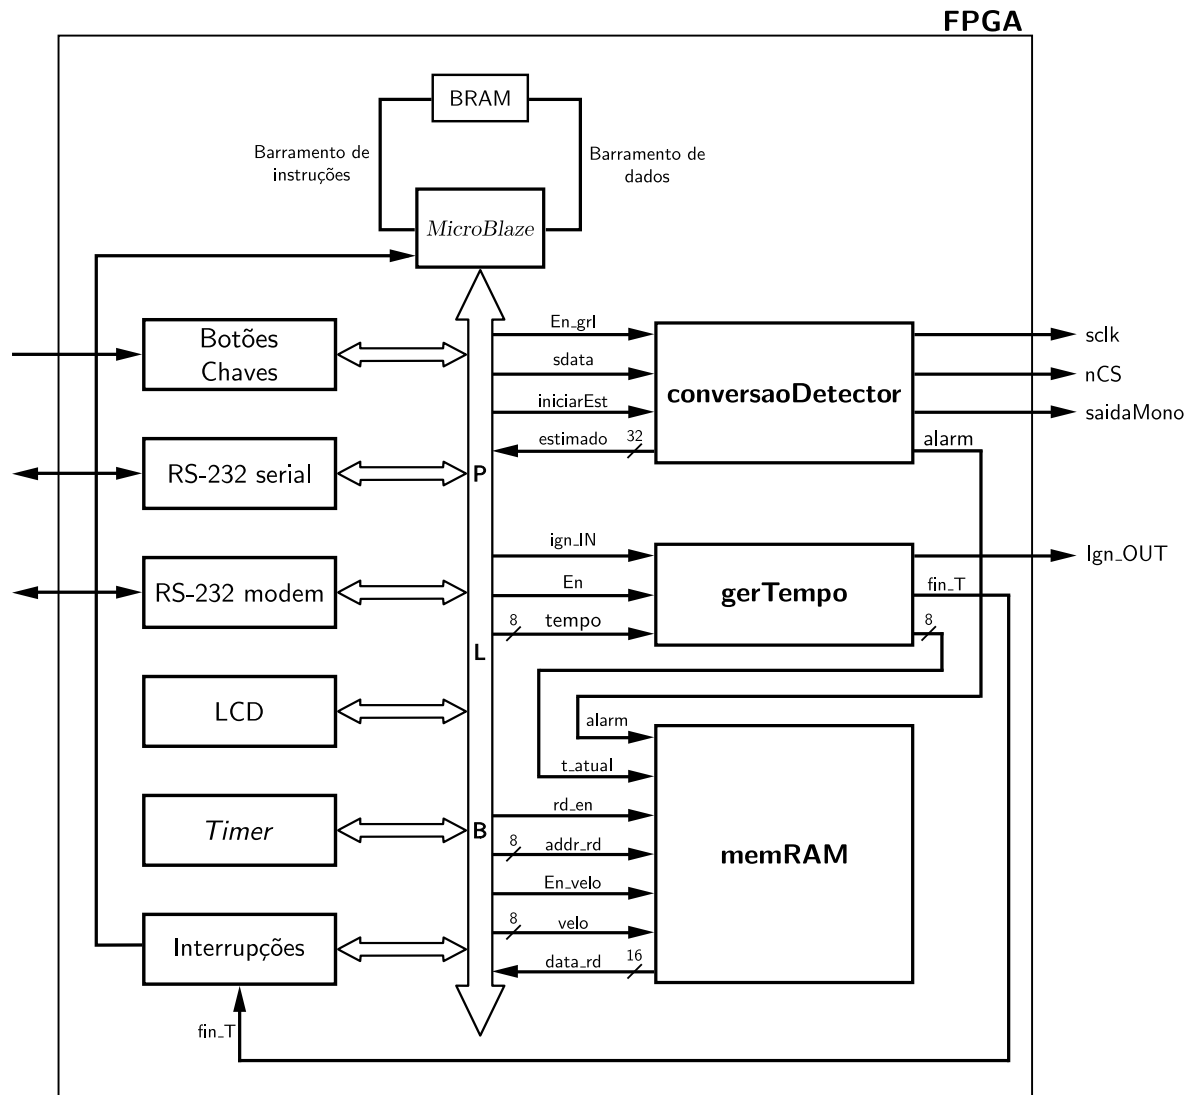 FPGA
BRAM
Barramento de
instruções
Barramento de
dados
MicroBlaze
Botões
Chaves
RS-232 serial
RS-232 modem
LCD
Timer
Interrupções
fin_T
P
L
B
En_grl
sdata
iniciarEst
estimado
32
conversaoDetector
sclk
nCS
saidaMono
alarm
ign_IN
En
8
tempo
gerTempo
Ign_OUT
fin_T
8
alarm
t_atual
rd_en
8
addr_rd
En_velo
8
velo
data_rd
16
memRAM